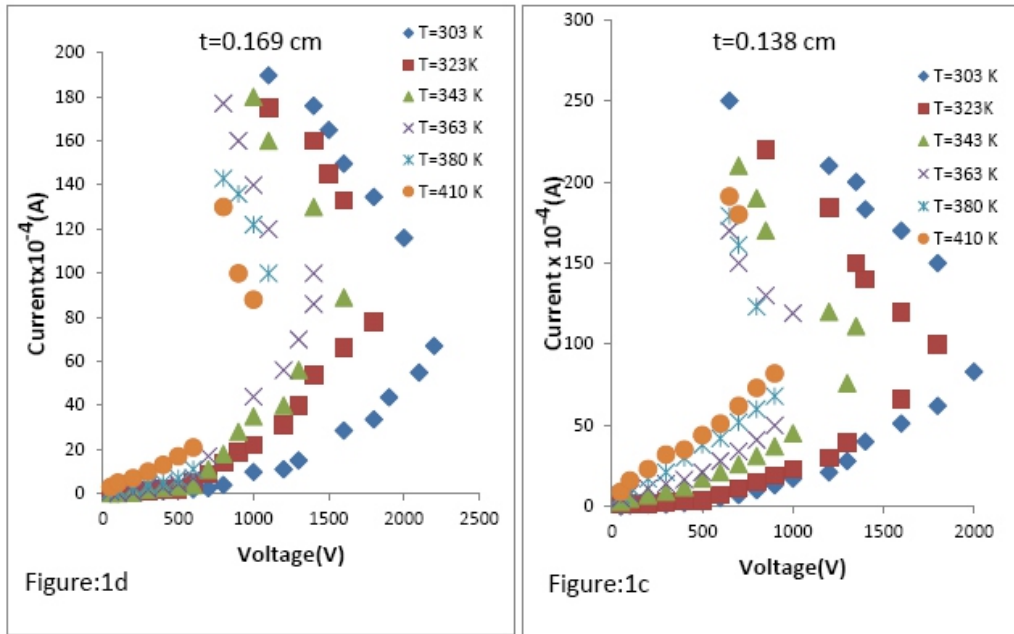 t=0.169 cm
T=303 K
T=323K
T=343 K
T=363 K
T=380 K
T=410 K
200
180
160
140
120
100
80
60
40
20
0
Currentx10⁻⁴(A)
0
500
1000
1500
2000
2500
Voltage(V)
Figure:1d
t=0.138 cm
T=303 K
T=323K
T=343 K
T=363 K
T=380 K
T=410 K
300
250
200
150
100
50
0
Current x 10⁻⁴(A)
0
500
1000
1500
2000
Voltage(V)
Figure:1c